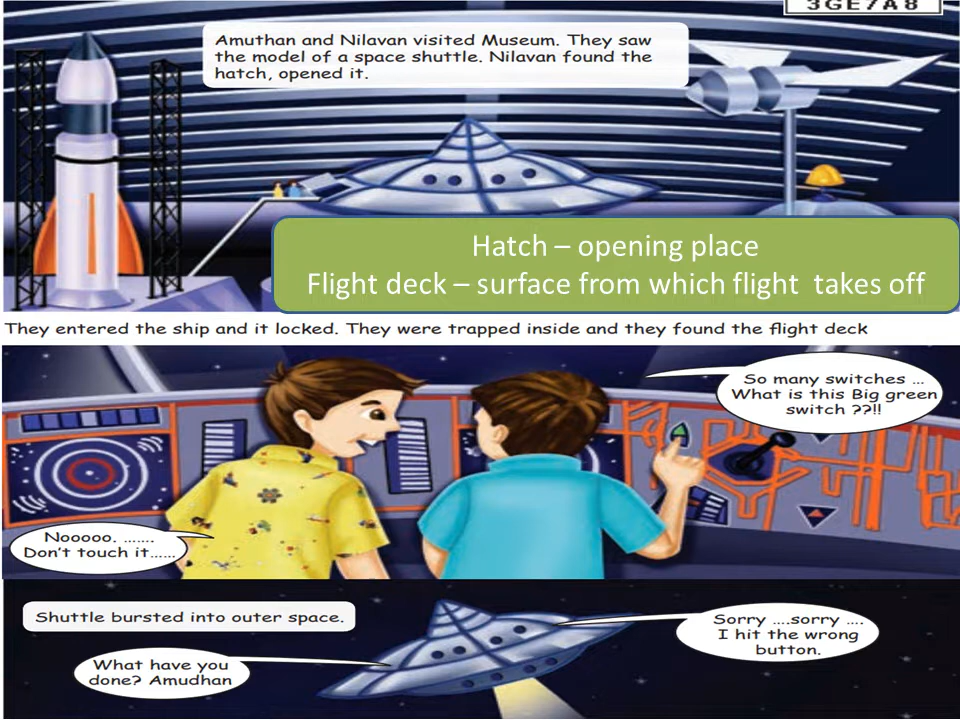 3GE7A8
Amuthan and Nilavan visited Museum. They saw
the model of a space shuttle. Nilavan found the
hatch, opened it.
Hatch – opening place
Flight deck – surface from which flight  takes off
They entered the ship and it locked. They were trapped inside and they found the flight deck
So many switches ...
What is this Big green
switch ??!!
Nooooo. .......
Don't touch it......
Shuttle bursted into outer space.
Sorry ....sorry ....
I hit the wrong
button.
What have you
done? Amudhan